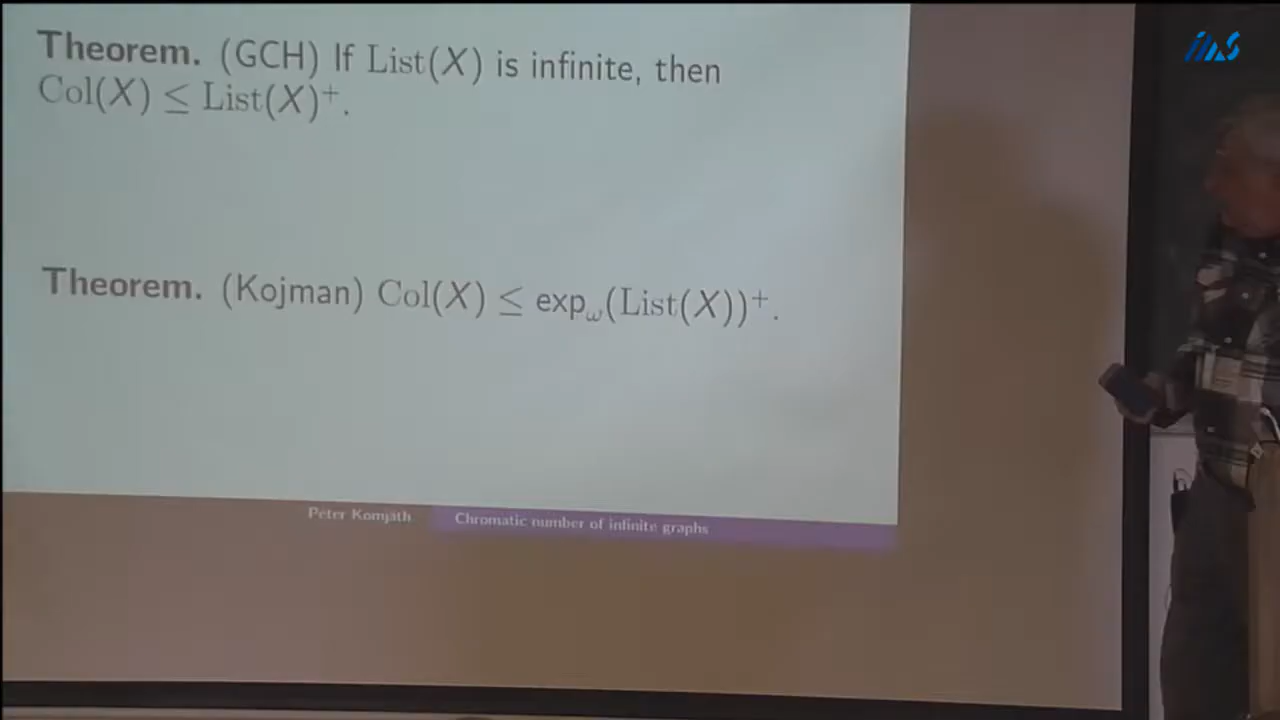 Theorem. (GCH) If List(X) is infinite, then
Col(X) ≤ List(X)⁺.
Theorem. (Kojman) Col(X) ≤ exp_ω(List(X))⁺.
Peter Komjáth Chromatic number of infinite graphs
ims